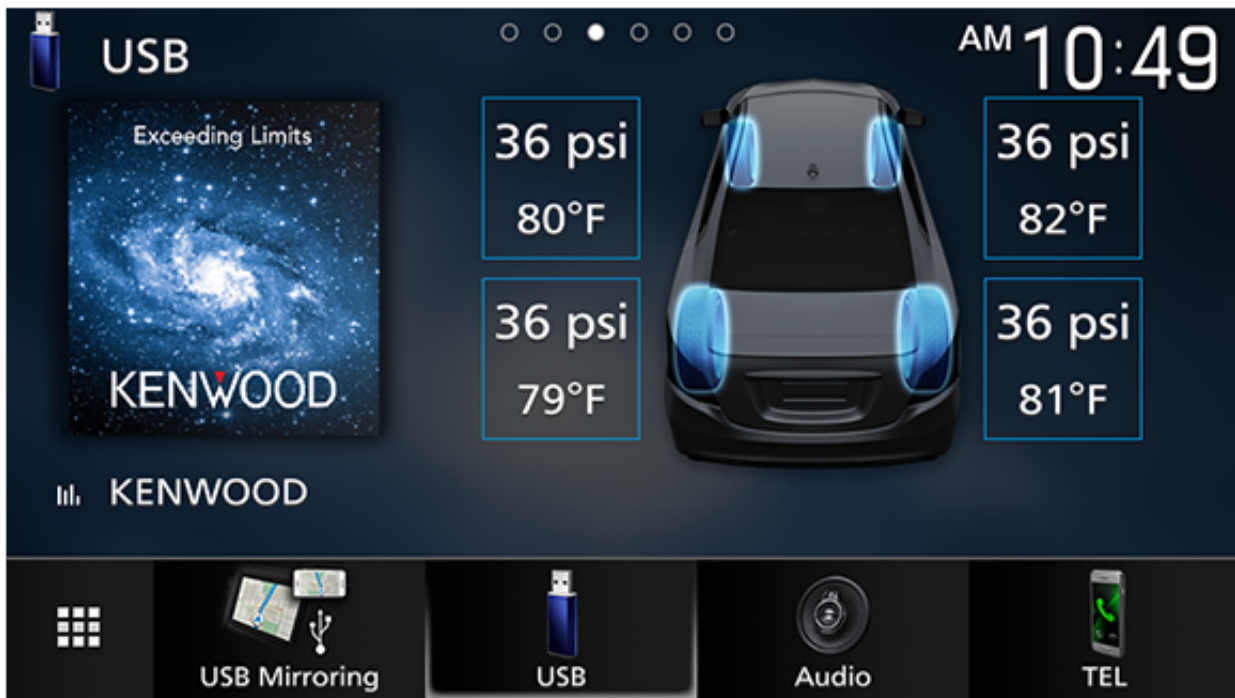 USB
AM 10:49
Exceeding Limits
KENWOOD
KENWOOD
36 psi
80°F
36 psi
82°F
36 psi
79°F
36 psi
81°F
USB Mirroring
USB
Audio
TEL